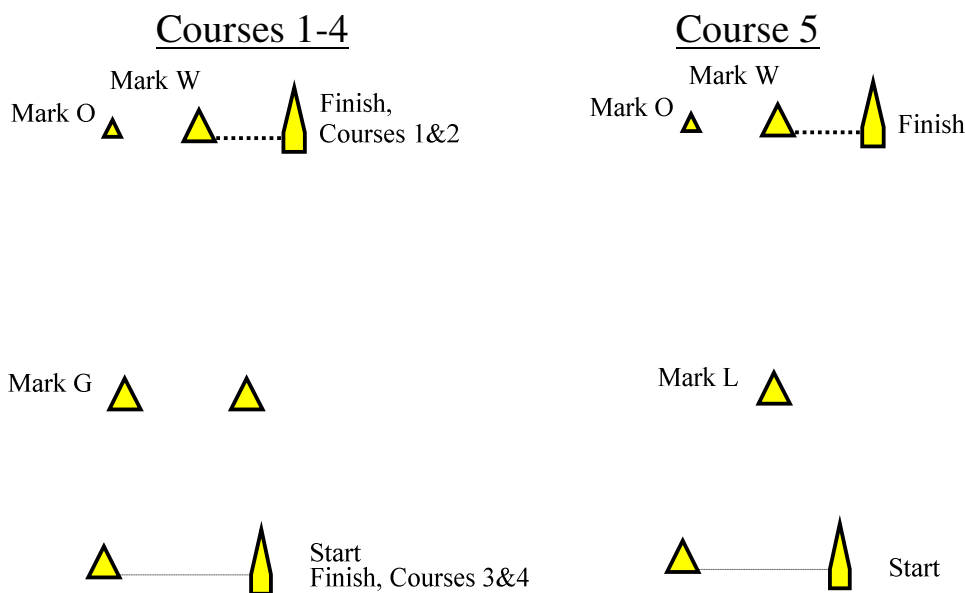 Courses 1-4
Mark W
Mark O
Finish,
Courses 1&2
Mark G
Start
Finish, Courses 3&4
Course 5
Mark W
Mark O
Finish
Mark L
Start